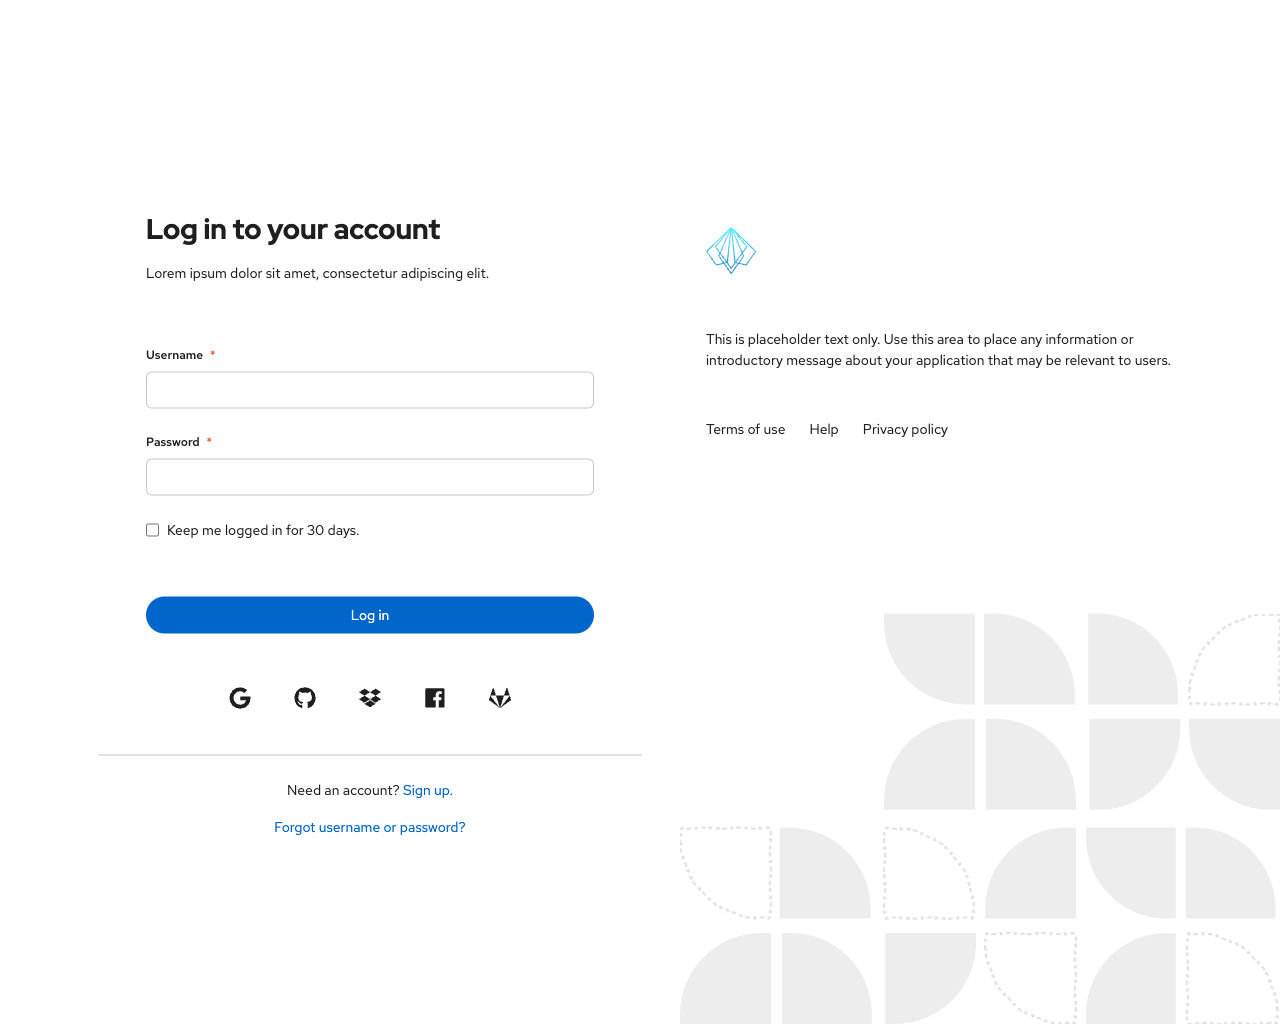 Log in to your account
Lorem ipsum dolor sit amet, consectetur adipiscing elit.
Username *
Password *
Keep me logged in for 30 days.
Log in
Need an account? Sign up.
Forgot username or password?
This is placeholder text only. Use this area to place any information or
introductory message about your application that may be relevant to users.
Terms of use Help Privacy policy